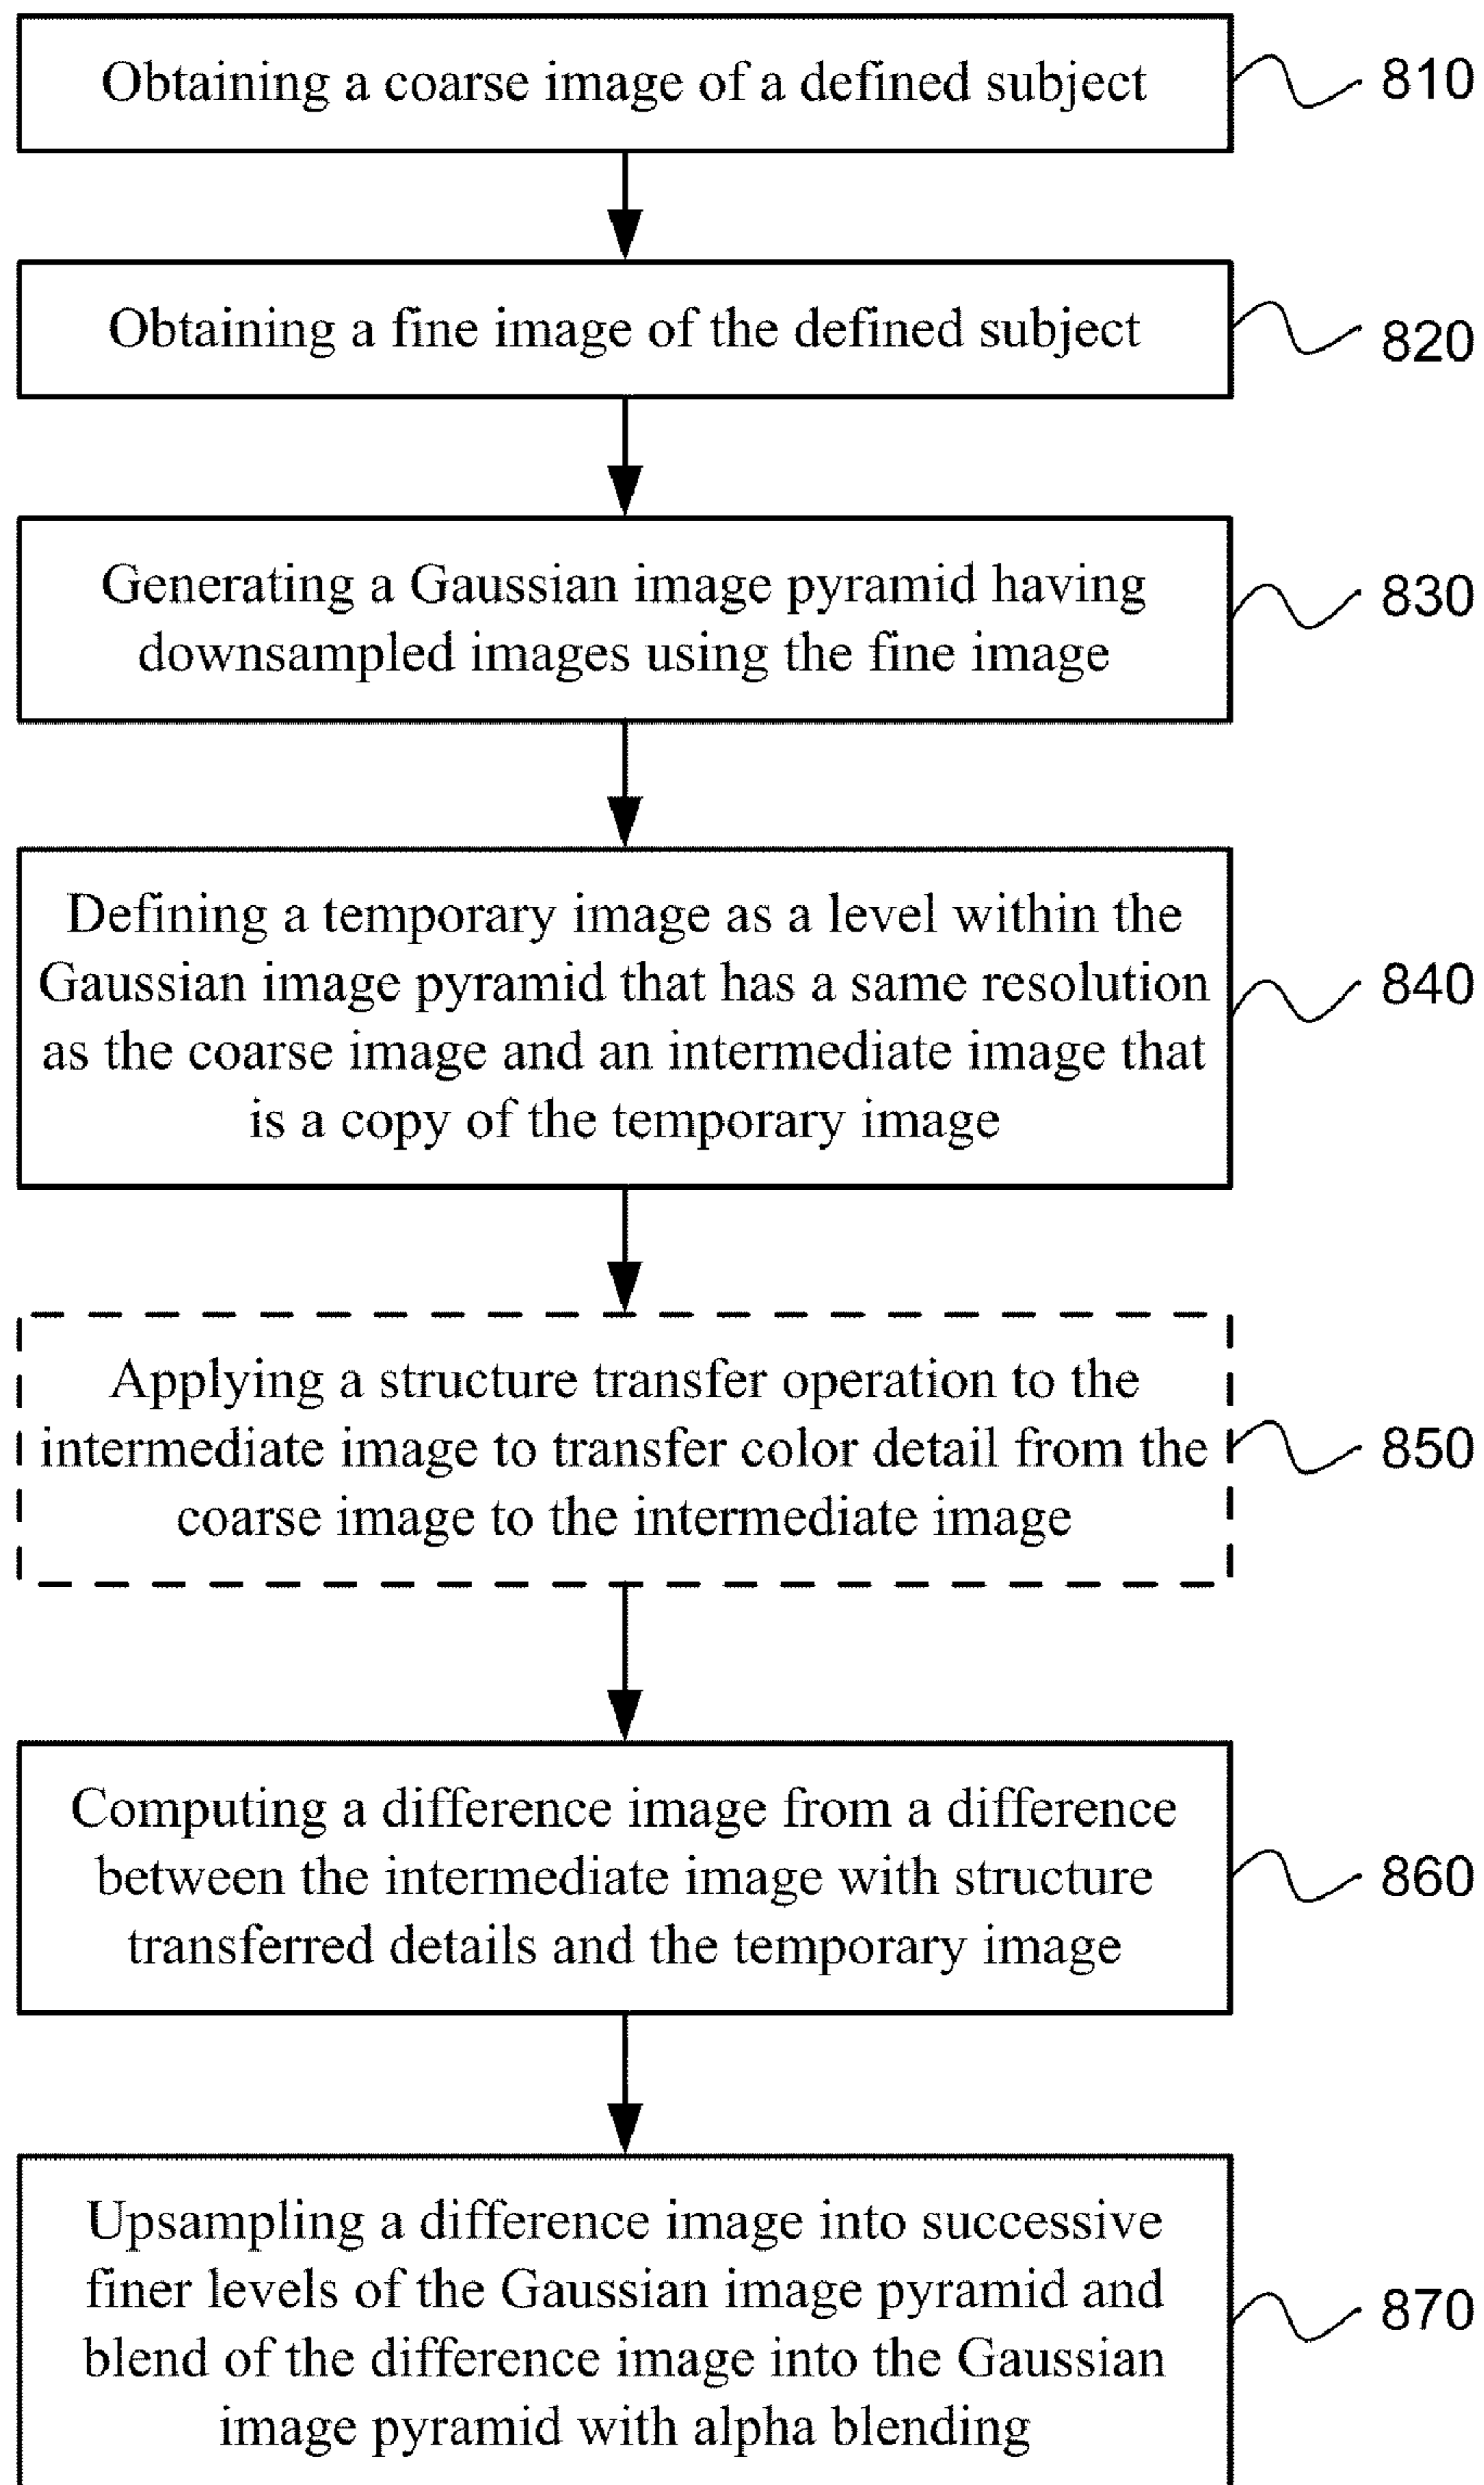 Obtaining a coarse image of a defined subject
810
Obtaining a fine image of the defined subject
820
Generating a Gaussian image pyramid having
downsampled images using the fine image
830
Defining a temporary image as a level within the
Gaussian image pyramid that has a same resolution
as the coarse image and an intermediate image that
is a copy of the temporary image
840
Applying a structure transfer operation to the
intermediate image to transfer color detail from the
coarse image to the intermediate image
850
Computing a difference image from a difference
between the intermediate image with structure
transferred details and the temporary image
860
Upsampling a difference image into successive
finer levels of the Gaussian image pyramid and
blend of the difference image into the Gaussian
image pyramid with alpha blending
870